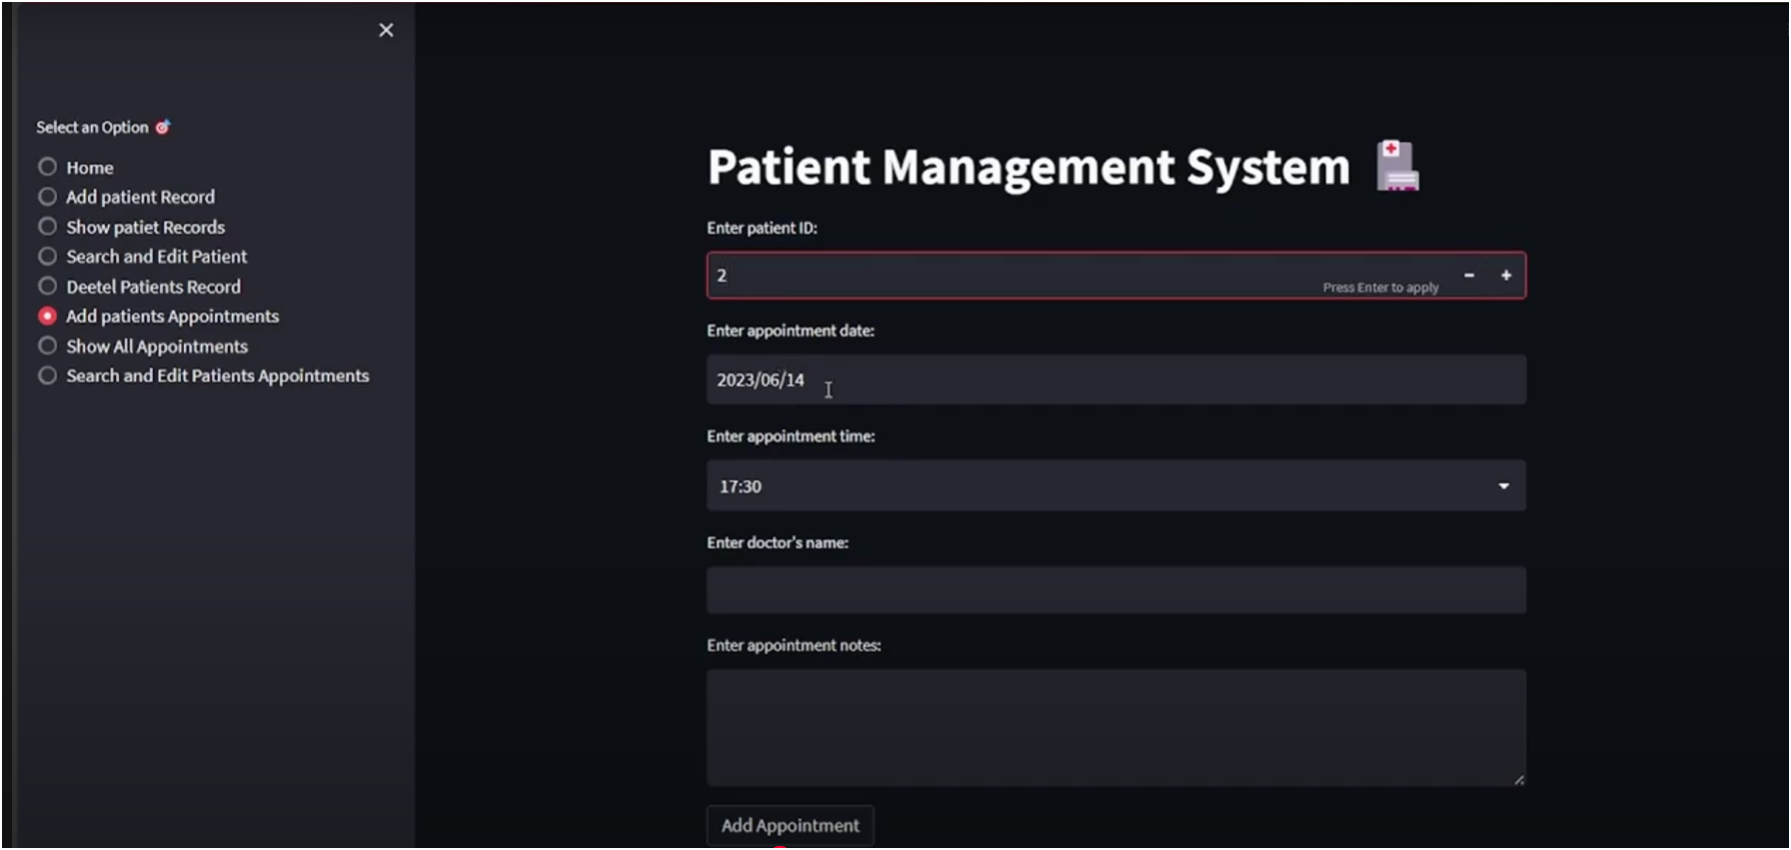 Select an Option
Home
Add patient Record
Show patiet Records
Search and Edit Patient
Deetel Patients Record
Add patients Appointments
Show All Appointments
Search and Edit Patients Appointments
Patient Management System
Enter patient ID:
2
Press Enter to apply
Enter appointment date:
2023/06/14
Enter appointment time:
17:30
Enter doctor's name:
Enter appointment notes:
Add Appointment